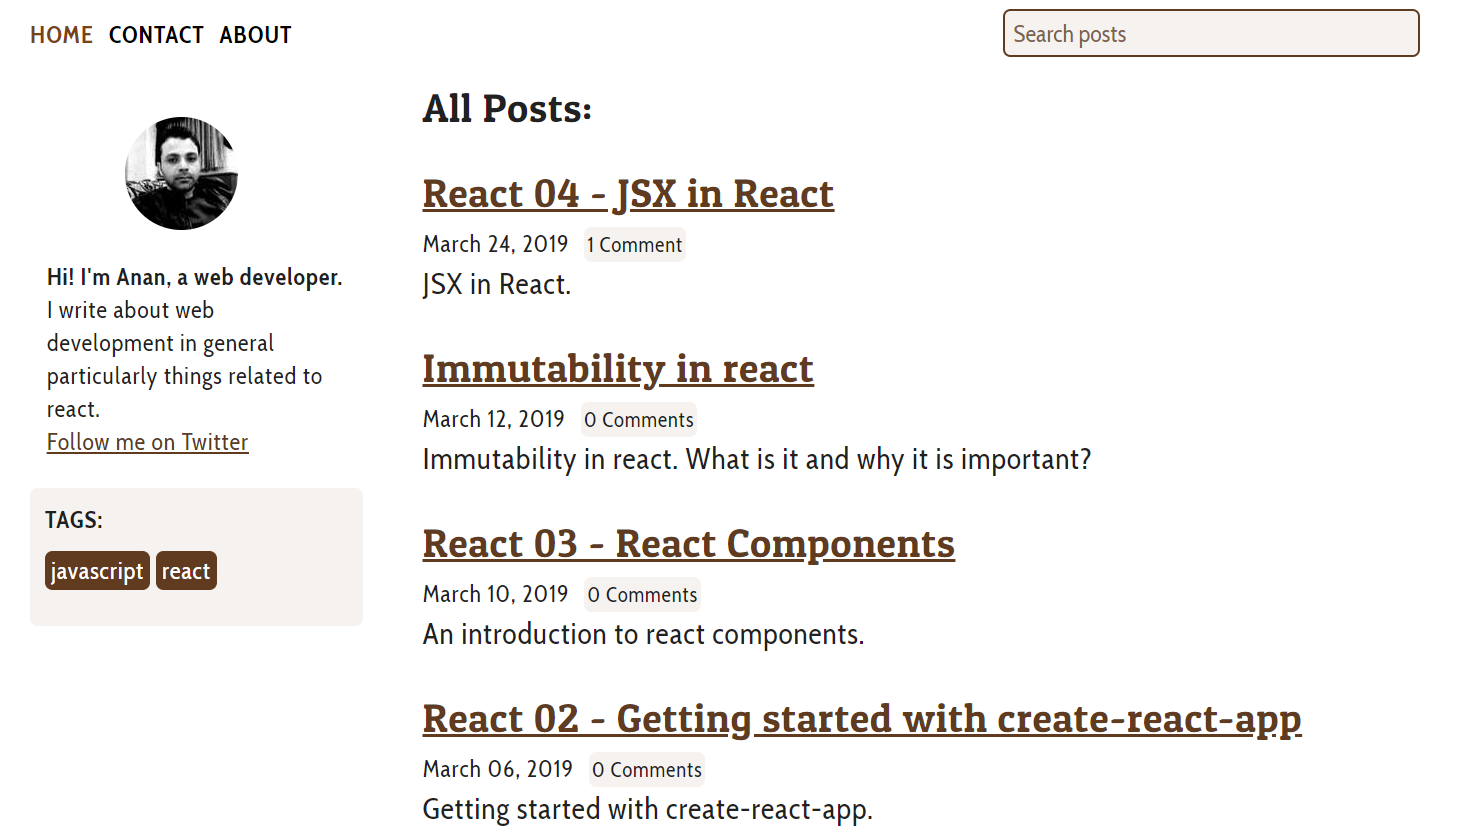 HOME CONTACT ABOUT
Search posts
Hi! I'm Anan, a web developer.
I write about web
development in general
particularly things related to
react.
Follow me on Twitter
TAGS:
javascript react
All Posts:
React 04 - JSX in React
March 24, 2019 1 Comment
JSX in React.
Immutability in react
March 12, 2019 0 Comments
Immutability in react. What is it and why it is important?
React 03 - React Components
March 10, 2019 0 Comments
An introduction to react components.
React 02 - Getting started with create-react-app
March 06, 2019 0 Comments
Getting started with create-react-app.